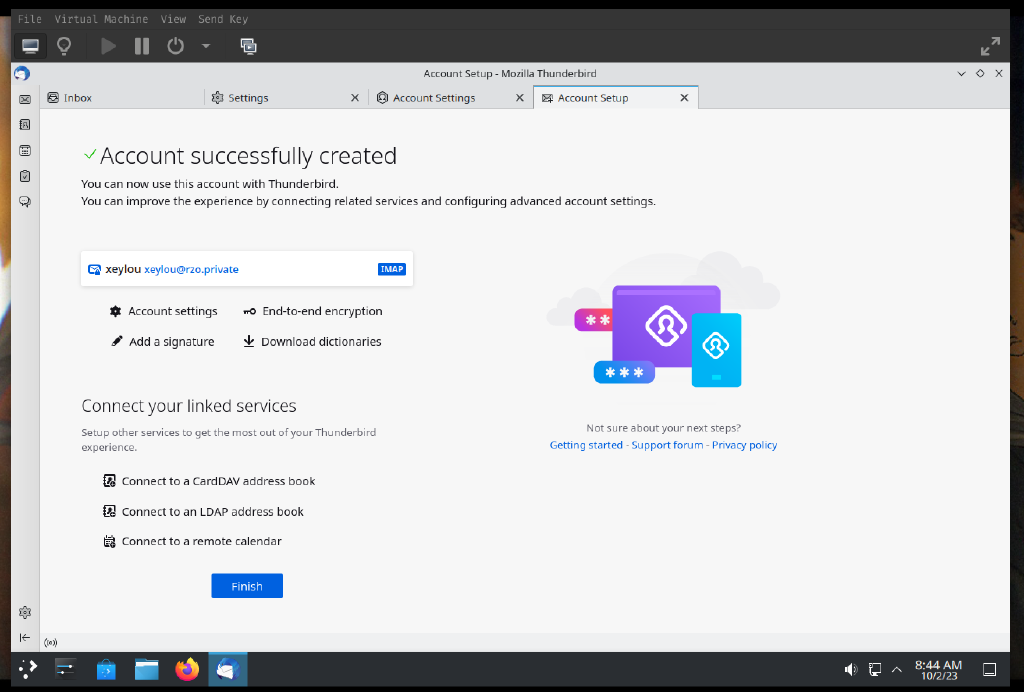 File Virtual Machine View Send Key
Account Setup - Mozilla Thunderbird
Inbox Settings Account Settings Account Setup
Account successfully created
You can now use this account with Thunderbird.
You can improve the experience by connecting related services and configuring advanced account settings.
xeylou xeylou@rzo.private IMAP
Account settings End-to-end encryption
Add a signature Download dictionaries
Connect your linked services
Setup other services to get the most out of your Thunderbird
experience.
Connect to a CardDAV address book
Connect to an LDAP address book
Connect to a remote calendar
Finish
***
***
Not sure about your next steps?
Getting started - Support forum - Privacy policy
8:44 AM
10/2/23